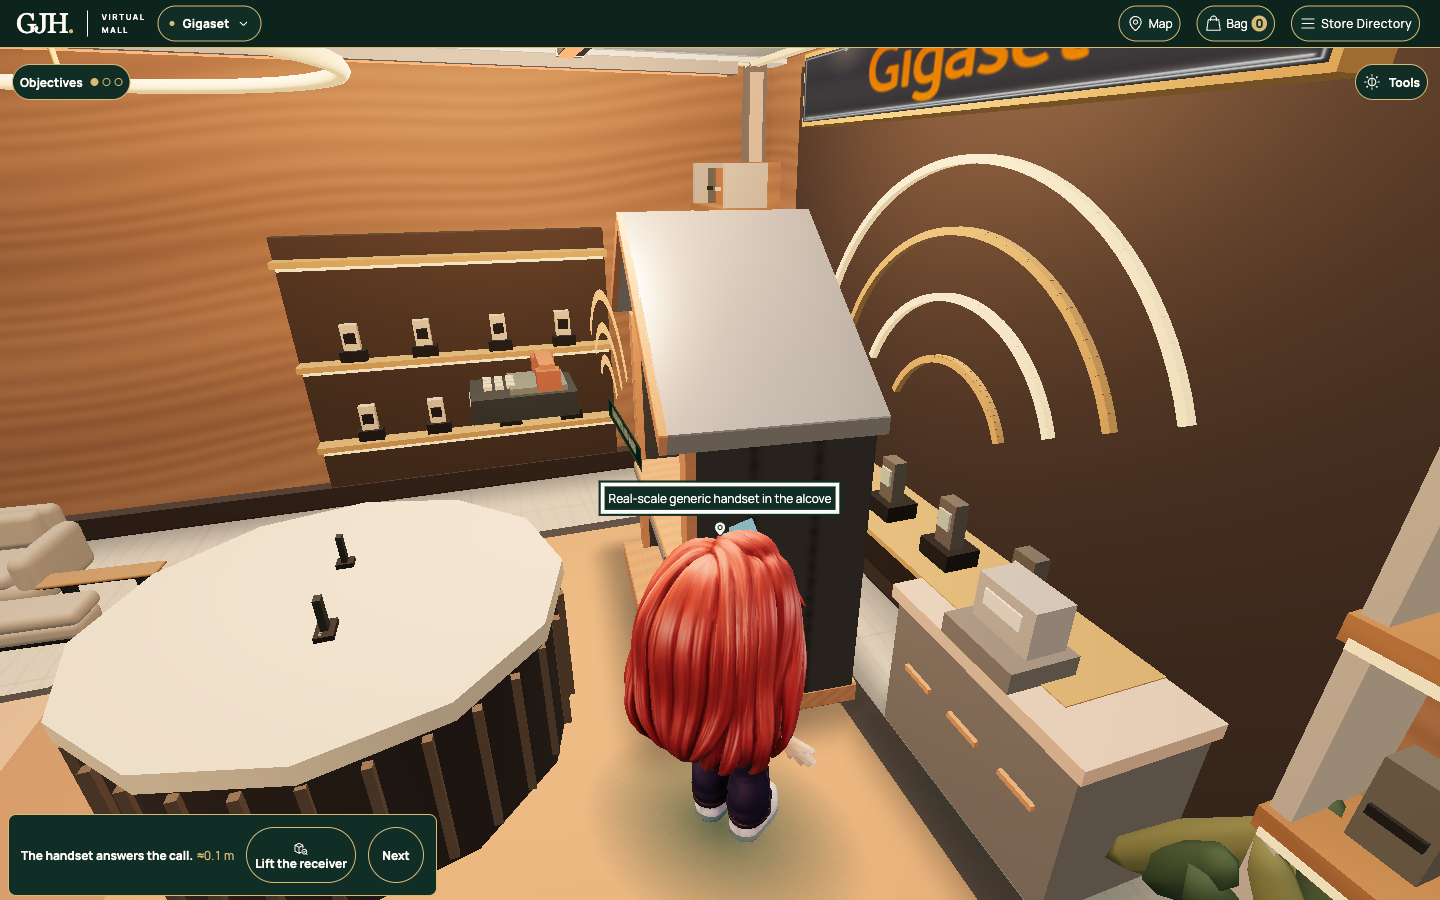 GJH.
VIRTUAL
MALL
Gigaset
Map
Bag 0
Store Directory
Objectives
Gigaset
Tools
Real-scale generic handset in the alcove
The handset answers the call. ≈0.1 m
Lift the receiver
Next